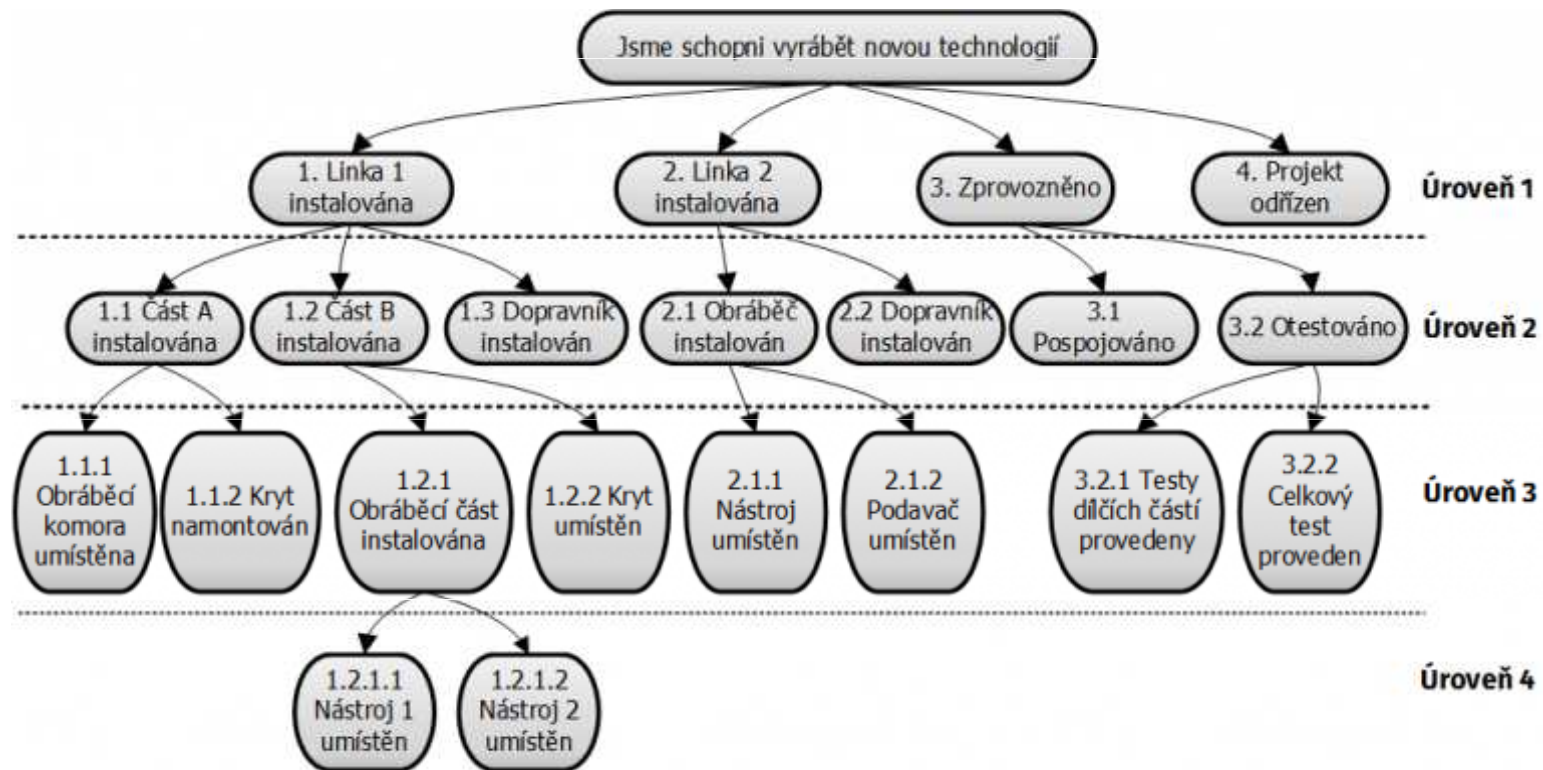 Jsme schopni vyrábět novou technologií
1. Linka 1
instalována
2. Linka 2
instalována
3. Zprovozněno
4. Projekt
odřízen
Úroveň 1
1.1 Část A
instalována
1.2 Část B
instalována
1.3 Dopravník
instalován
2.1 Obráběč
instalován
2.2 Dopravník
instalován
3.1
Pospojováno
3.2 Otestováno
Úroveň 2
1.1.1
Obráběcí
komora
umístěna
1.1.2 Kryt
namontován
1.2.1
Obráběcí část
instalována
1.2.2 Kryt
umístěn
2.1.1
Nástroj
umístěn
2.1.2
Podavač
umístěn
3.2.1 Testy
dílčích částí
provedeny
3.2.2
Celkový
test
proveden
Úroveň 3
1.2.1.1
Nástroj 1
umístěn
1.2.1.2
Nástroj 2
umístěn
Úroveň 4